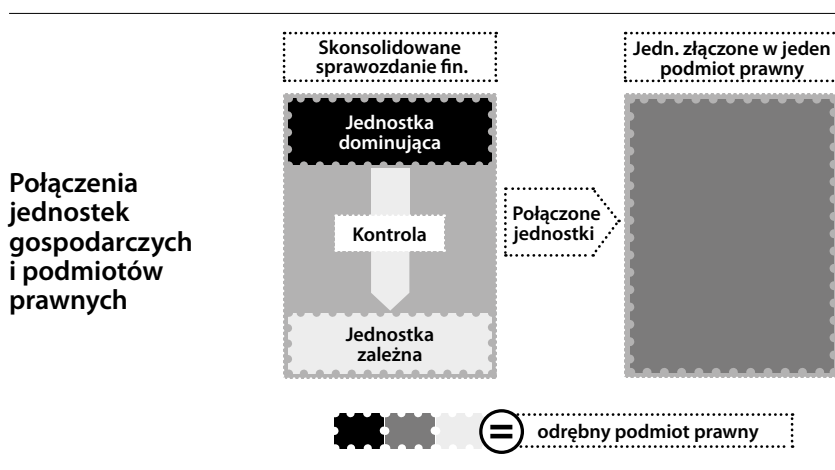 Skonsolidowane
sprawozdanie fin.
Jedn. złączone w jeden
podmiot prawny
Jednostka
dominująca
Połączenia
jednostek
gospodarczych
i podmiotów
prawnych
Kontrola
Połączone
jednostki
Jednostka
zależna
=
odrębny podmiot prawny